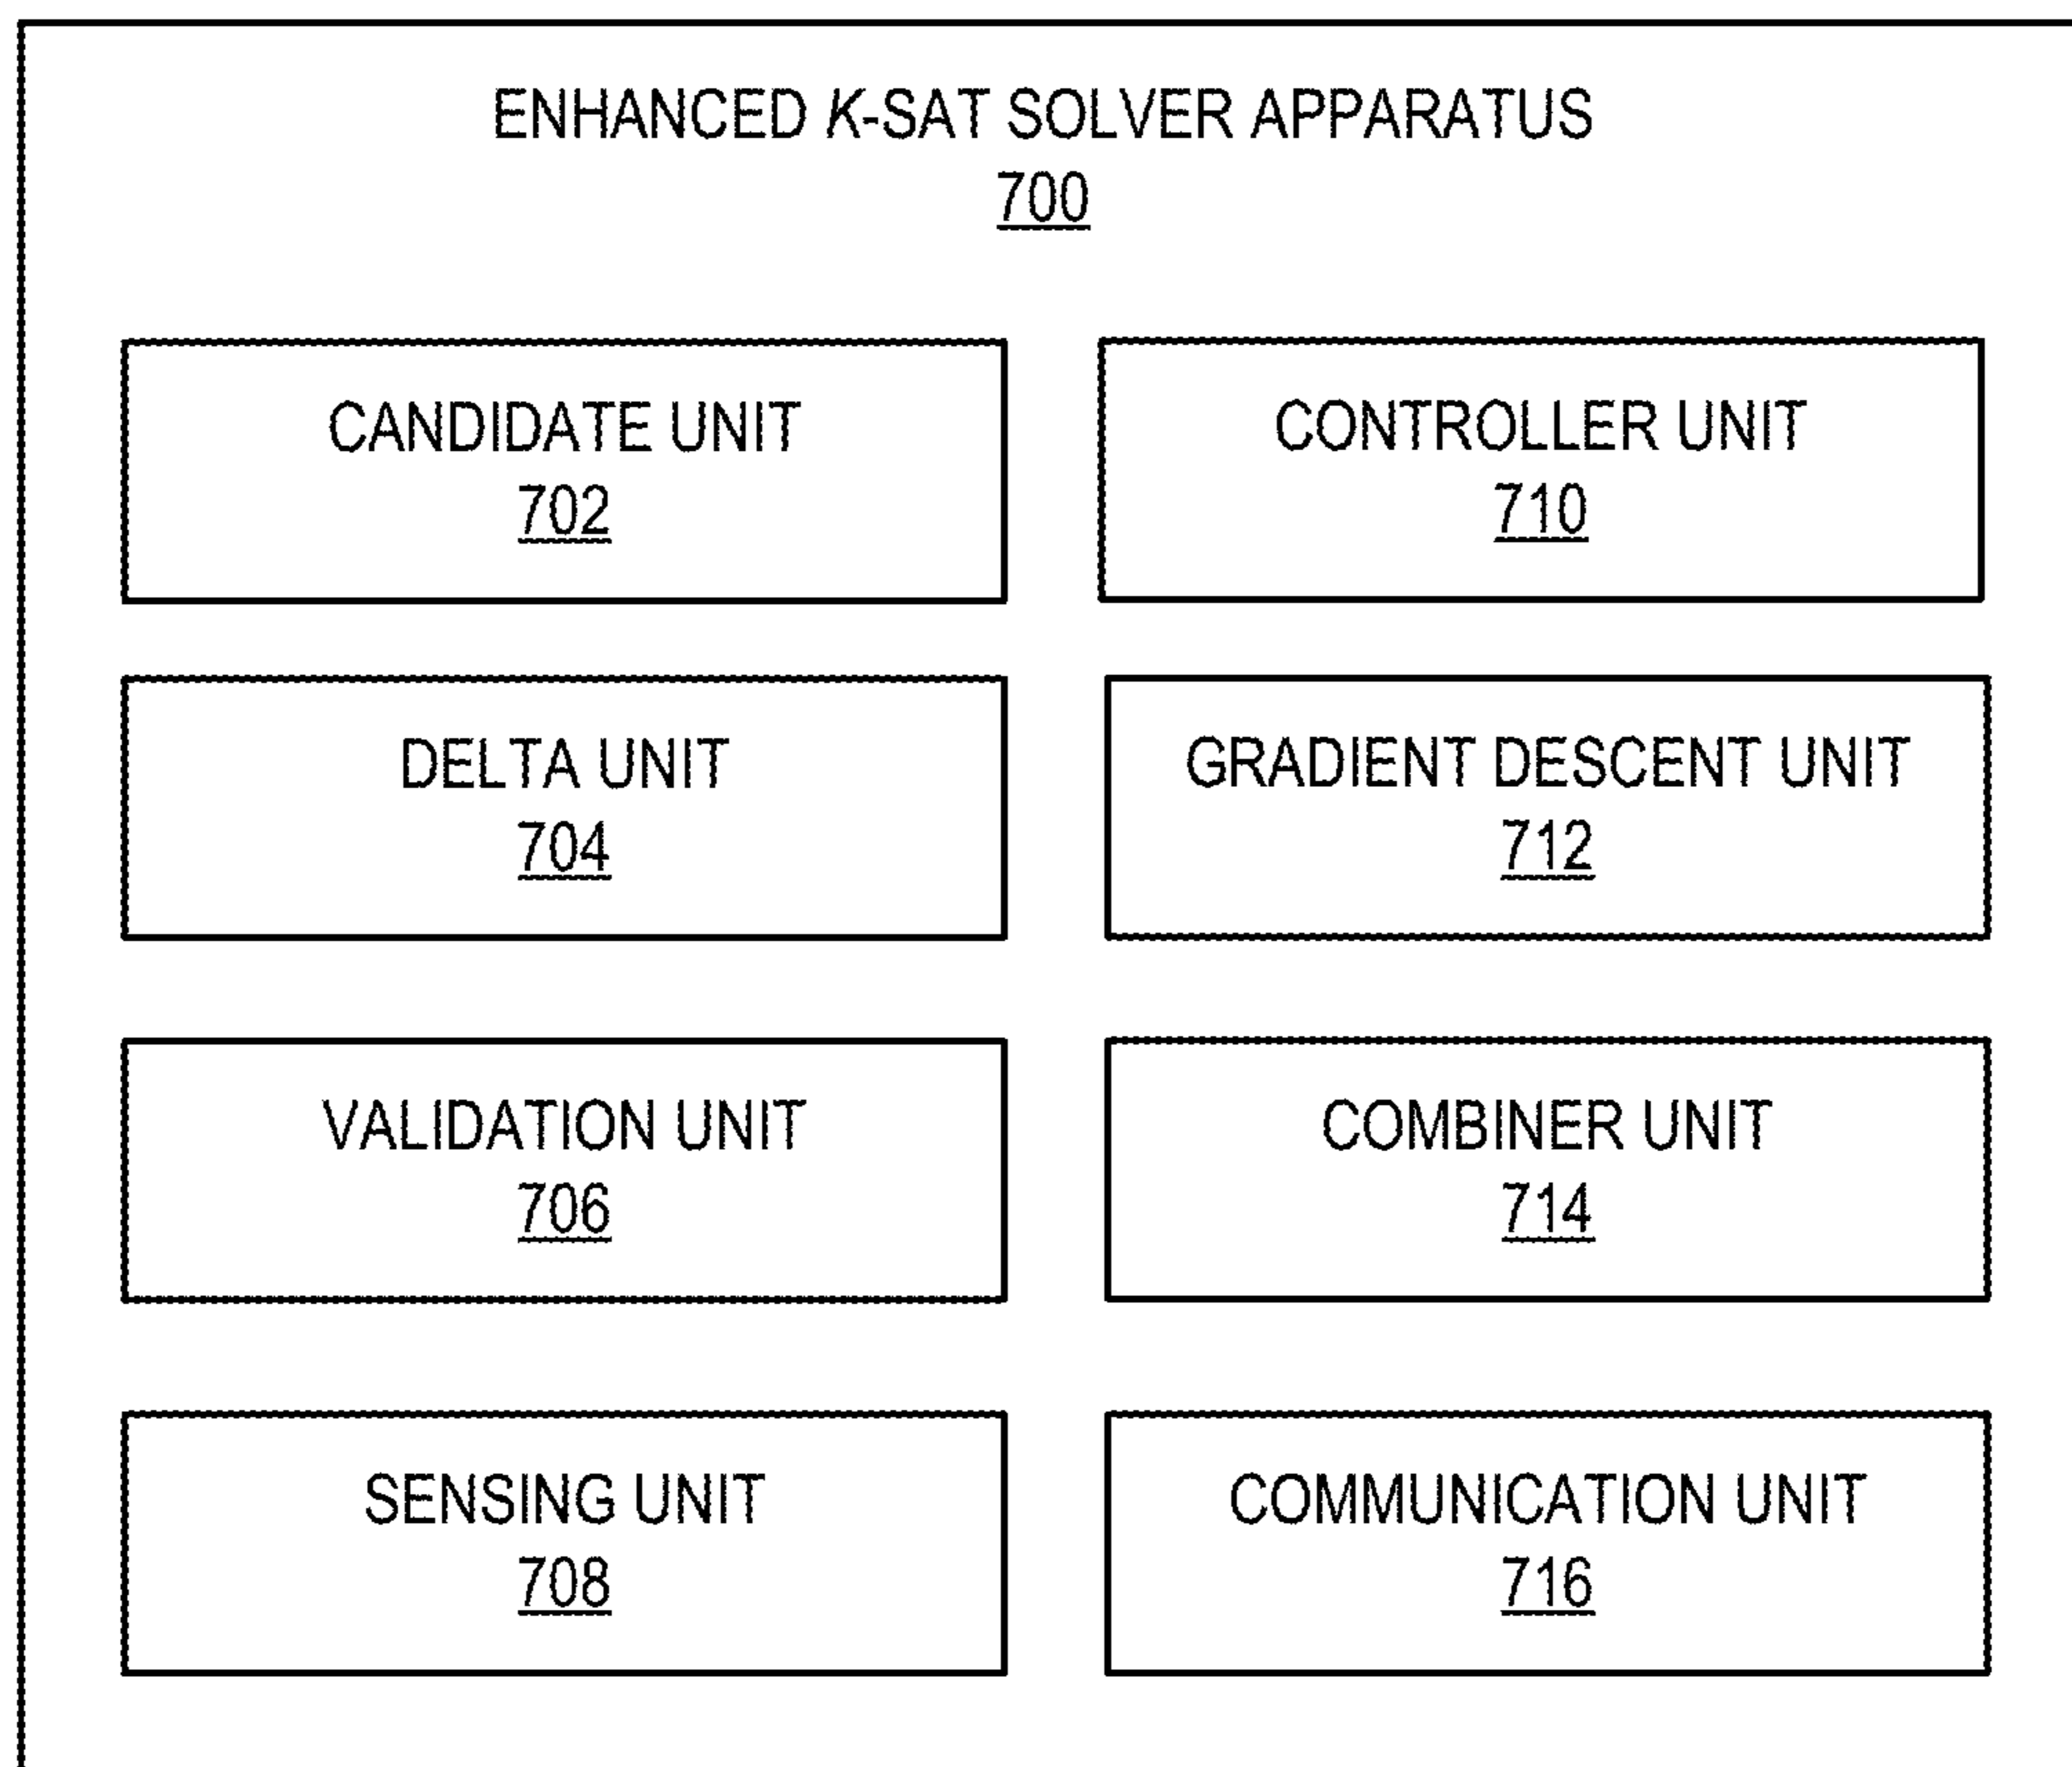 ENHANCED K-SAT SOLVER APPARATUS
700
CANDIDATE UNIT
702
CONTROLLER UNIT
710
DELTA UNIT
704
GRADIENT DESCENT UNIT
712
VALIDATION UNIT
706
COMBINER UNIT
714
SENSING UNIT
708
COMMUNICATION UNIT
716